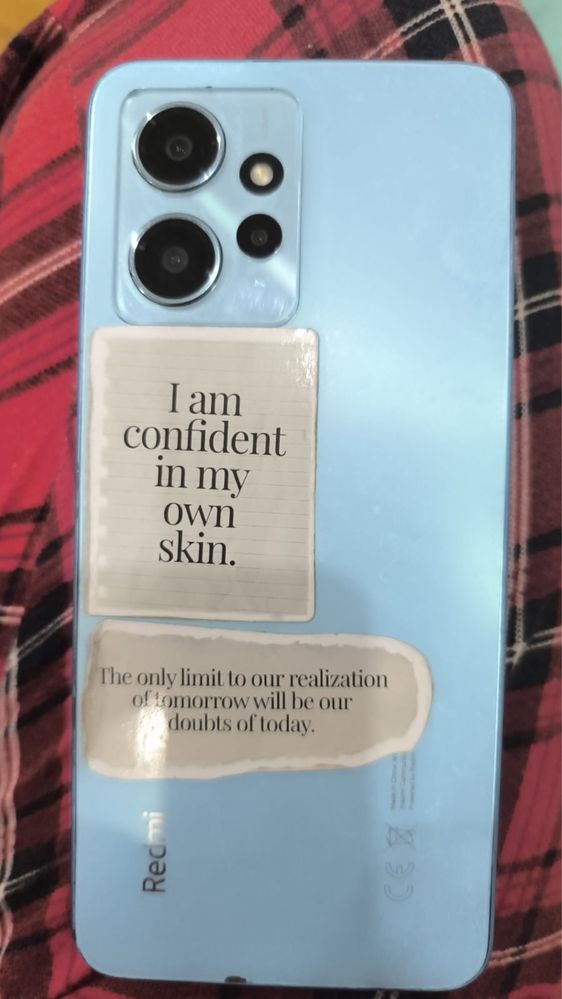 I am
confident
in my
own
skin.
The only limit to our realization
of tomorrow will be our
doubts of today.
Redmi
CE